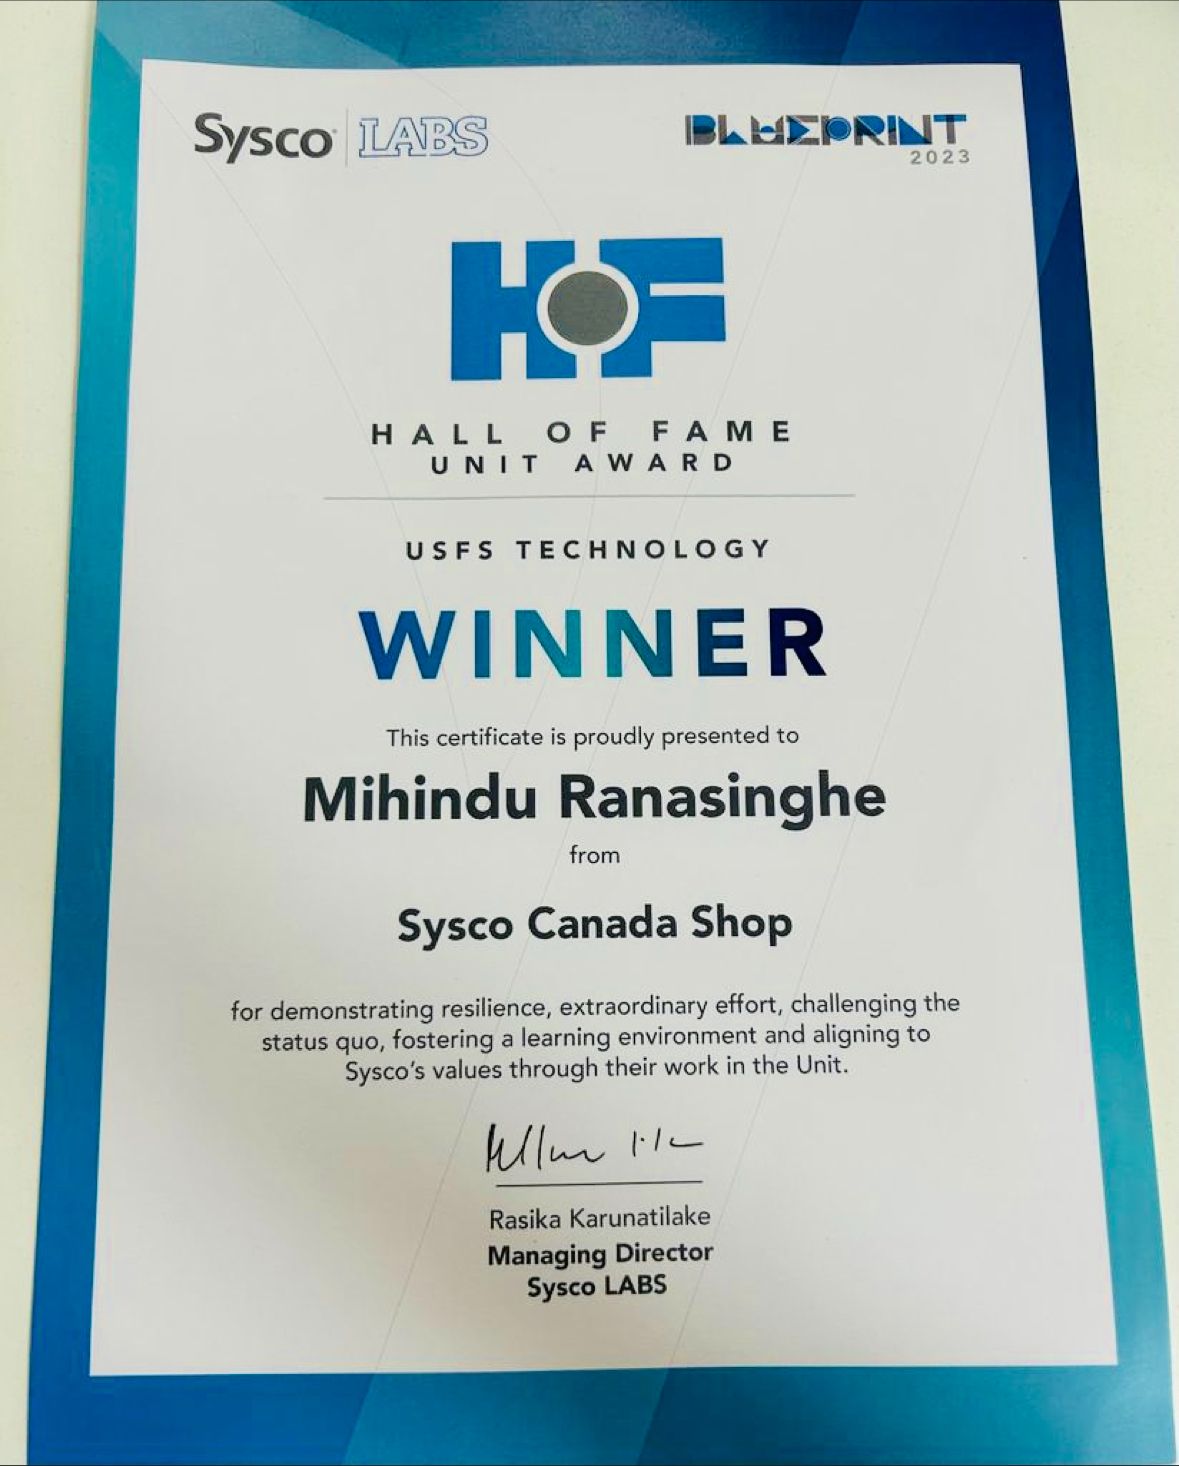 Sysco LABS
BLUEPRINT
2023
HF
HALL OF FAME
UNIT AWARD
USFS TECHNOLOGY
WINNER
This certificate is proudly presented to
Mihindu Ranasinghe
from
Sysco Canada Shop
for demonstrating resilience, extraordinary effort, challenging the
status quo, fostering a learning environment and aligning to
Sysco's values through their work in the Unit.
Rasika Karunatilake
Managing Director
Sysco LABS